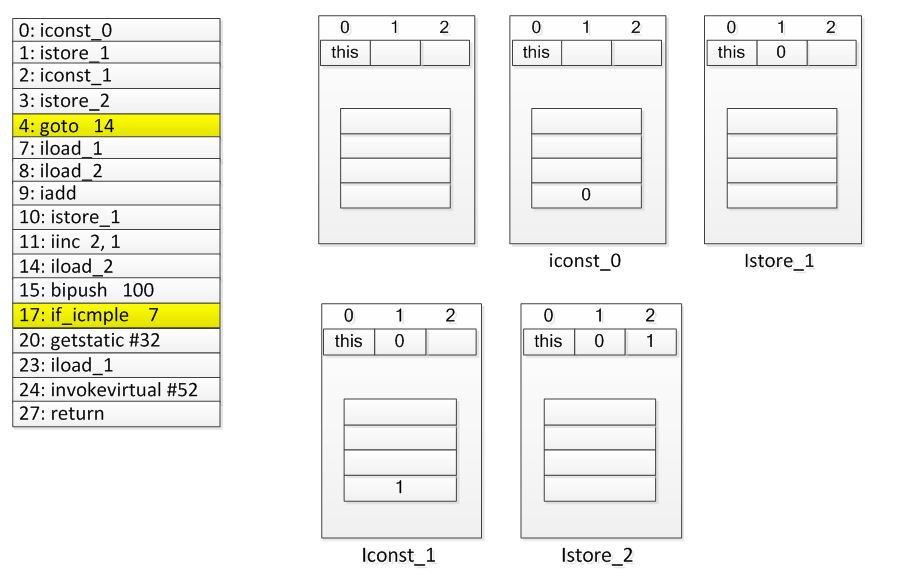 0: iconst_0
1: istore_1
2: iconst_1
3: istore_2
4: goto 14
7: iload_1
8: iload_2
9: iadd
10: istore_1
11: iinc 2, 1
14: iload_2
15: bipush 100
17: if_icmple 7
20: getstatic #32
23: iload_1
24: invokevirtual #52
27: return
0 1 2
this
0 1 2
this
0
iconst_0
0 1 2
this 0
Istore_1
0 1 2
this 0
1
Iconst_1
0 1 2
this 0 1
Istore_2